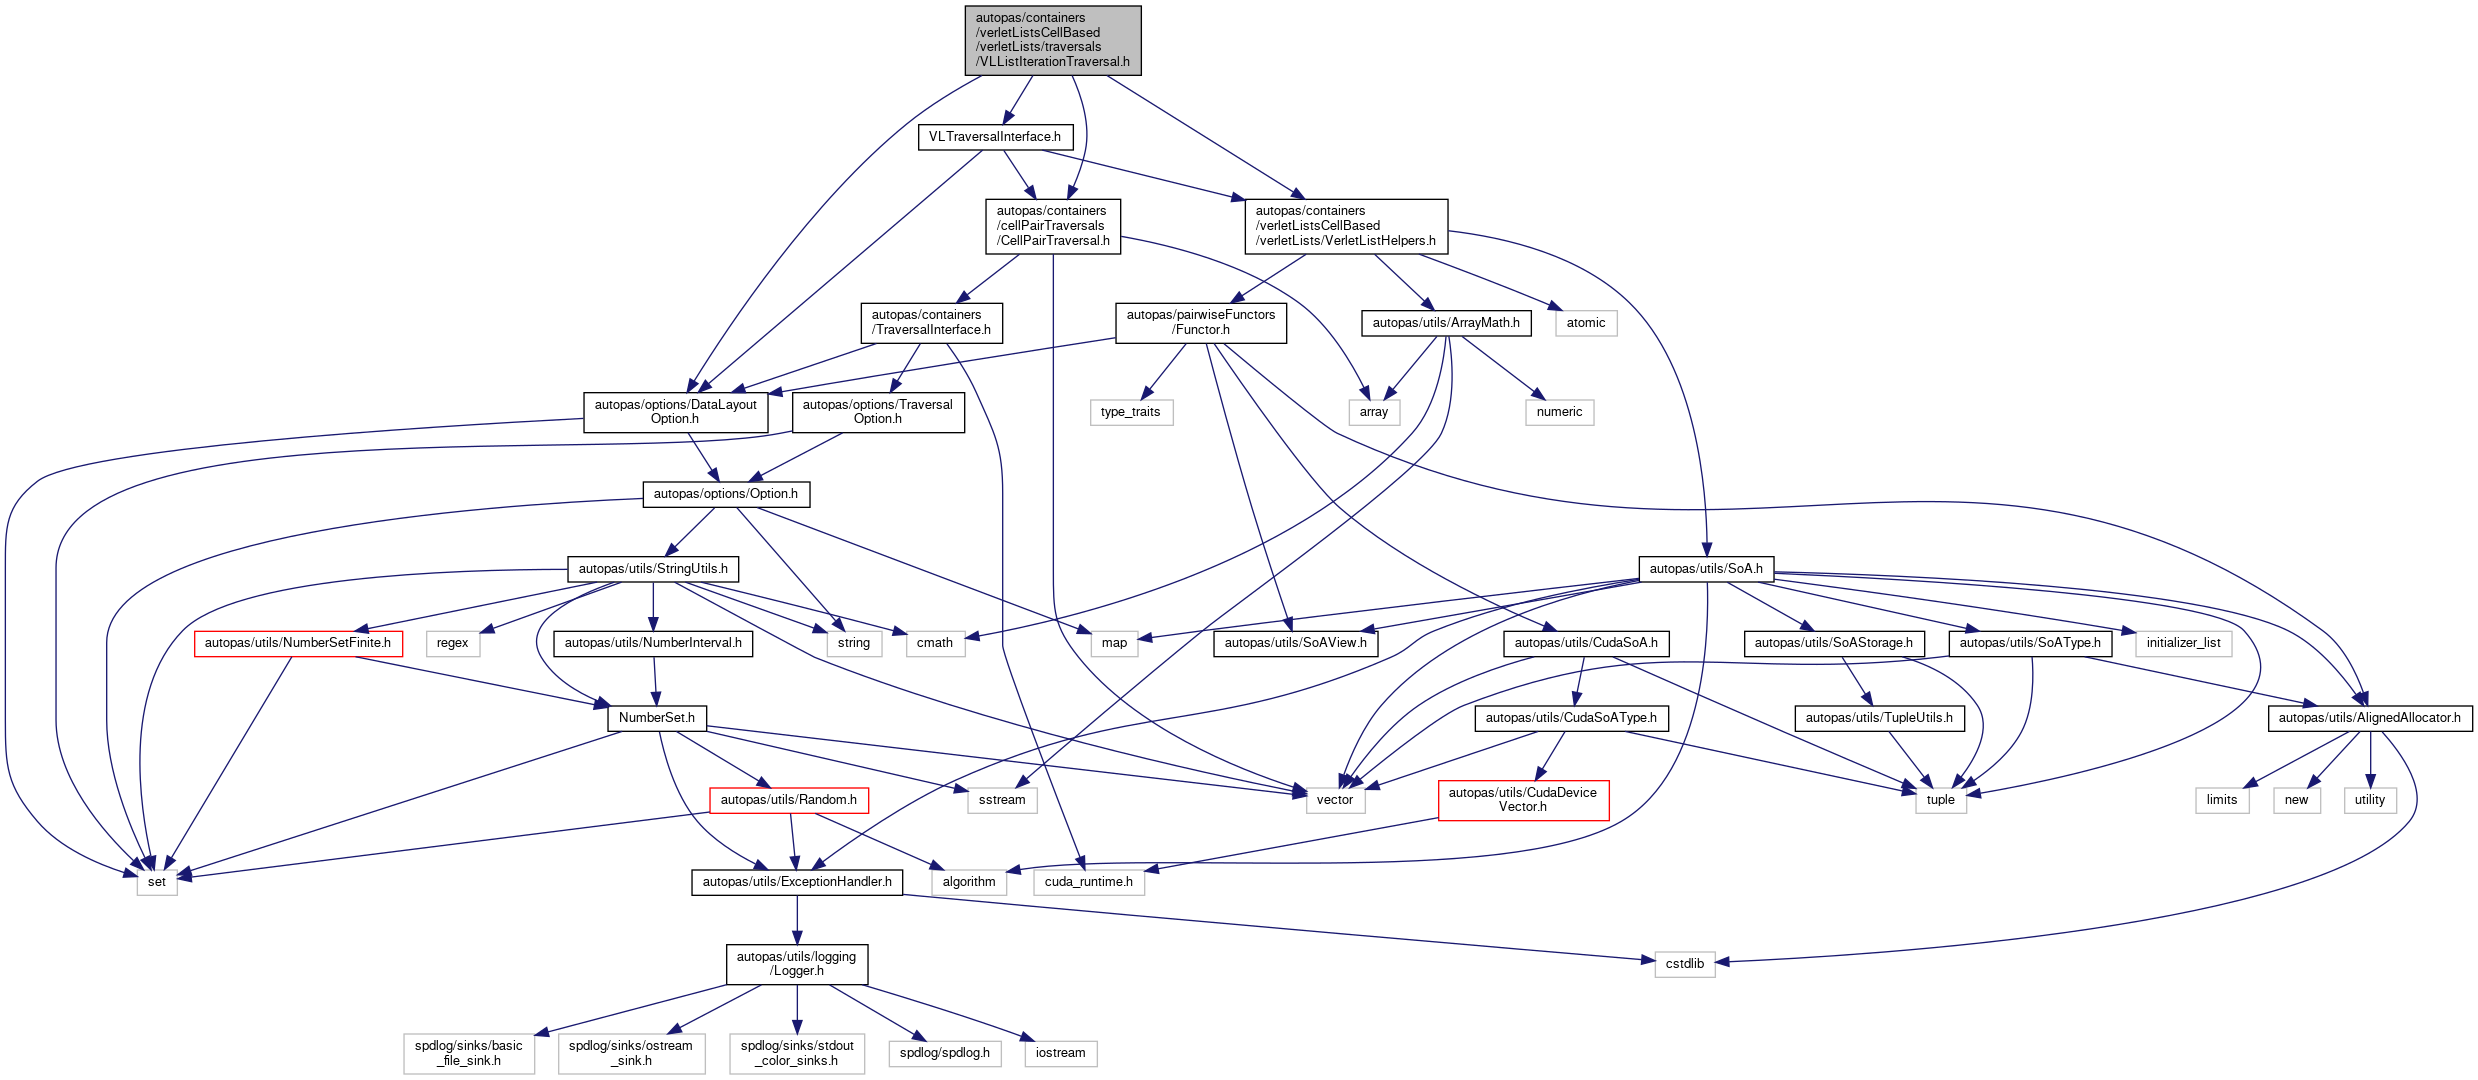 autopas/containers
/verletListsCellBased
/verletLists/traversals
/VLListIterationTraversal.h
VLTraversalInterface.h
autopas/containers
/cellPairTraversals
/CellPairTraversal.h
autopas/containers
/verletListsCellBased
/verletLists/VerletListHelpers.h
autopas/containers
/TraversalInterface.h
autopas/pairwiseFunctors
/Functor.h
autopas/utils/ArrayMath.h
atomic
autopas/options/DataLayout
Option.h
autopas/options/Traversal
Option.h
type_traits
array
numeric
autopas/options/Option.h
autopas/utils/StringUtils.h
autopas/utils/SoA.h
autopas/utils/NumberSetFinite.h
regex
autopas/utils/NumberInterval.h
string
cmath
map
autopas/utils/SoAView.h
autopas/utils/CudaSoA.h
autopas/utils/SoAStorage.h
autopas/utils/SoAType.h
initializer_list
NumberSet.h
autopas/utils/CudaSoAType.h
autopas/utils/TupleUtils.h
autopas/utils/AlignedAllocator.h
autopas/utils/Random.h
sstream
vector
autopas/utils/CudaDevice
Vector.h
tuple
limits
new
utility
set
autopas/utils/ExceptionHandler.h
algorithm
cuda_runtime.h
autopas/utils/logging
/Logger.h
cstdlib
spdlog/sinks/basic
_file_sink.h
spdlog/sinks/ostream
_sink.h
spdlog/sinks/stdout
_color_sinks.h
spdlog/spdlog.h
iostream